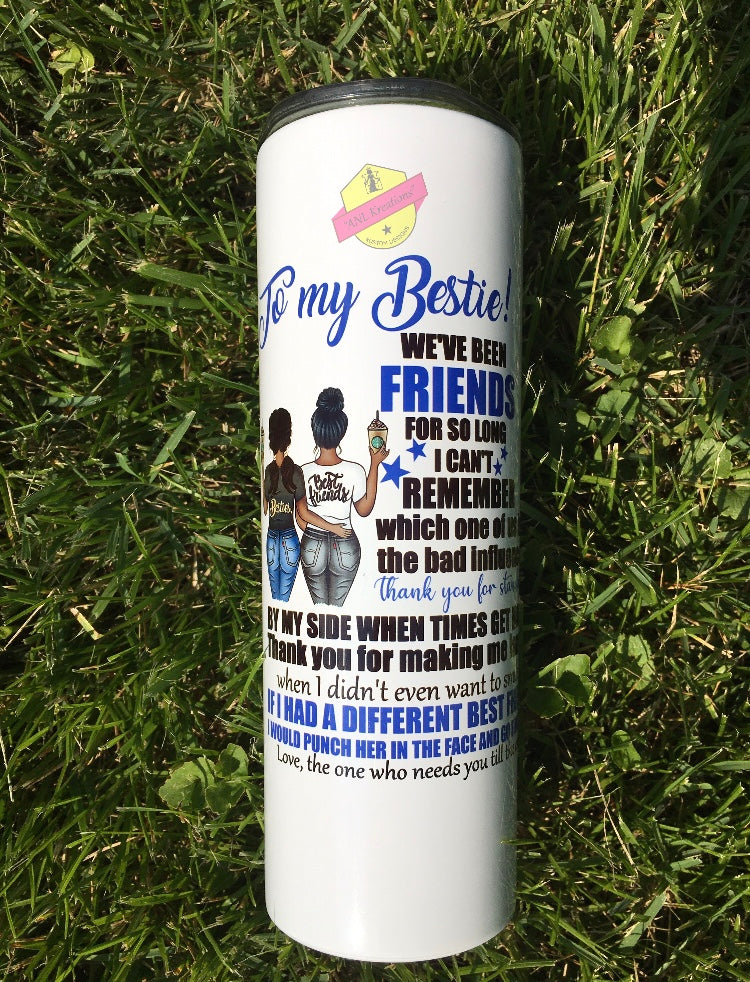 "ANL Kreations"
To my Bestie!
WE'VE BEEN
FRIENDS
FOR SO LONG
I CAN'T
REMEMBER
which one of
the bad
Thank you for
BY MY SIDE WHEN TIMES GET
Thank you for making me
when I didn't even want to
IF I HAD A DIFFERENT BEST
I WOULD PUNCH HER IN THE FACE AND
Love, the one who needs you till
Best
friends
Besties